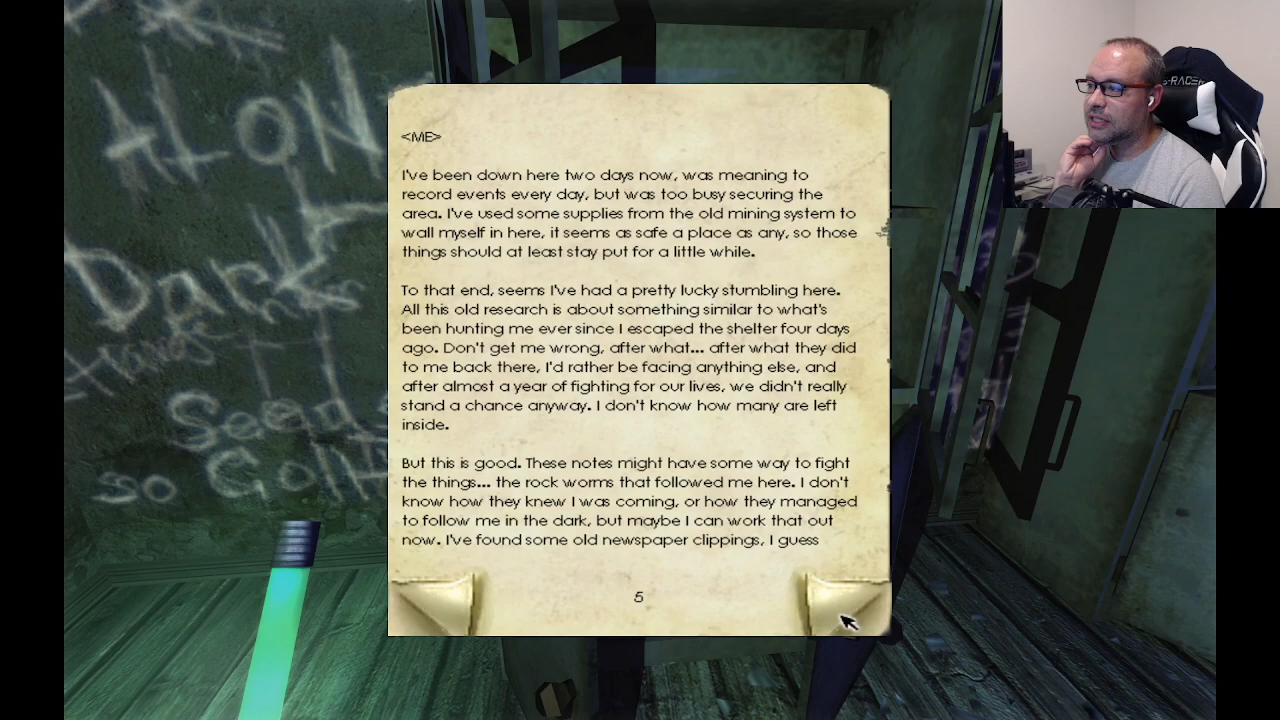 ALON
Dark
Seed
so Cold
-RACER
<ME>
I've been down here two days now, was meaning to
record events every day, but was too busy securing the
area. I've used some supplies from the old mining system to
wall myself in here, it seems as safe a place as any, so those
things should at least stay put for a little while.
To that end, seems I've had a pretty lucky stumbling here.
All this old research is about something similar to what's
been hunting me ever since I escaped the shelter four days
ago. Don't get me wrong, after what... after what they did
to me back there, I'd rather be facing anything else, and
after almost a year of fighting for our lives, we didn't really
stand a chance anyway. I don't know how many are left
inside.
But this is good. These notes might have some way to fight
the things... the rock worms that followed me here. I don't
know how they knew I was coming, or how they managed
to follow me in the dark, but maybe I can work that out
now. I've found some old newspaper clippings, I guess
5